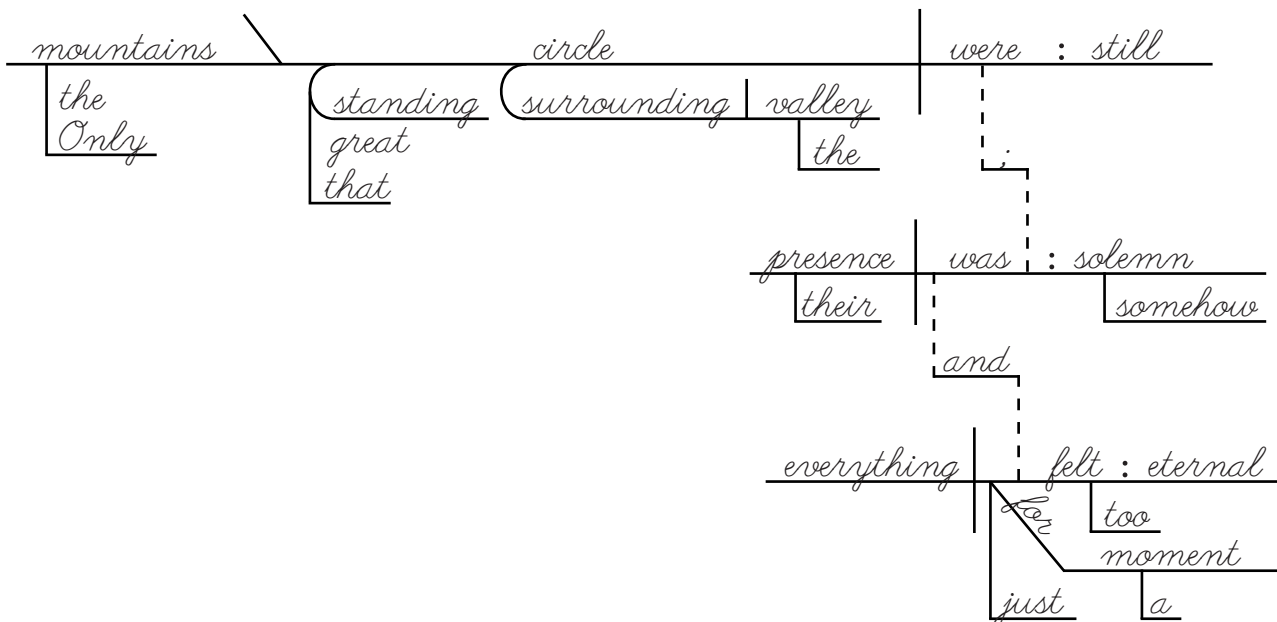 mountains circle were : still
the standing surrounding valley
Only great the ;
that
presence was : solemn
their somehow
and
everything felt : eternal
for too
moment
just a